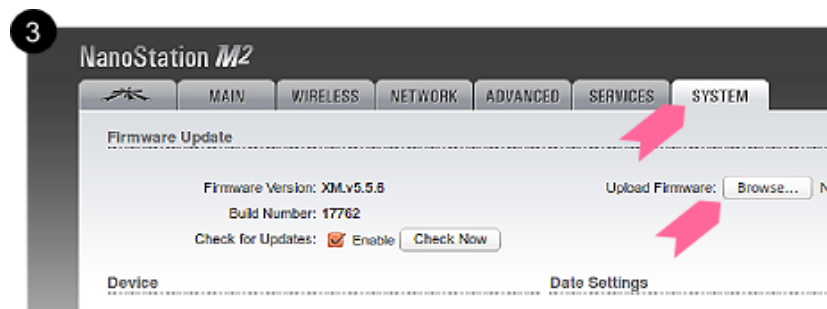 3
NanoStation M2
MAIN WIRELESS NETWORK ADVANCED SERVICES SYSTEM
Firmware Update
Firmware Version: XM.v5.5.6 Upload Firmware: Browse... N
Build Number: 17762
Check for Updates: Enable Check Now
Device Date Settings